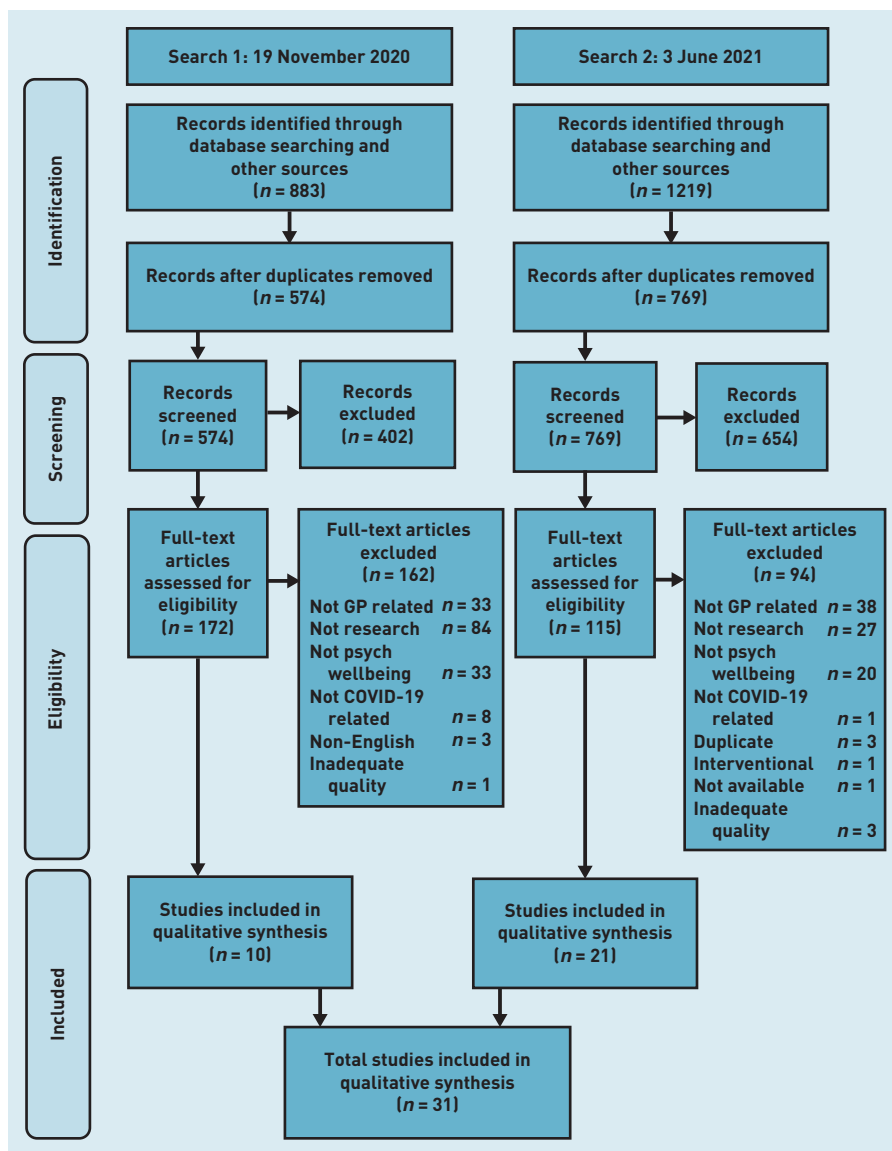 Search 1: 19 November 2020
Search 2: 3 June 2021
Identification
Records identified through
database searching and
other sources
(n = 883)
Records identified through
database searching and
other sources
(n = 1219)
Records after duplicates removed
(n = 574)
Records after duplicates removed
(n = 769)
Screening
Records
screened
(n = 574)
Records
excluded
(n = 402)
Records
screened
(n = 769)
Records
excluded
(n = 654)
Eligibility
Full-text
articles
assessed for
eligibility
(n = 172)
Full-text articles
excluded
(n = 162)
Not GP related n = 33
Not research n = 84
Not psych
wellbeing n = 33
Not COVID-19
related n = 8
Non-English n = 3
Inadequate
quality n = 1
Full-text
articles
assessed for
eligibility
(n = 115)
Full-text articles
excluded
(n = 94)
Not GP related n = 38
Not research n = 27
Not psych
wellbeing n = 20
Not COVID-19
related n = 1
Duplicate n = 3
Interventional n = 1
Not available n = 1
Inadequate
quality n = 3
Included
Studies included in
qualitative synthesis
(n = 10)
Studies included in
qualitative synthesis
(n = 21)
Total studies included in
qualitative synthesis
(n = 31)